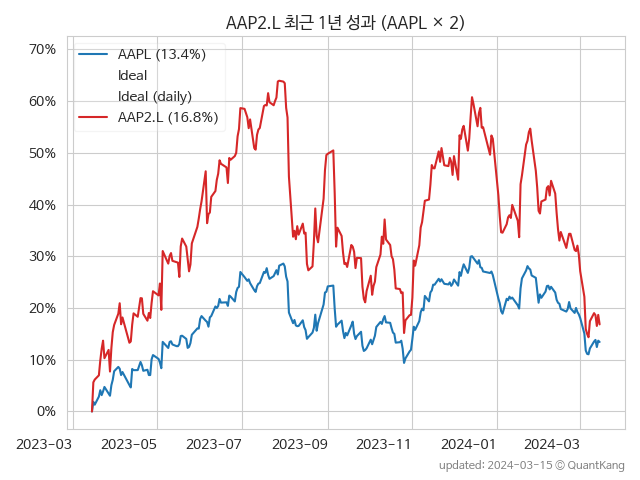 AAP2.L 최근 1년 성과 (AAPL × 2)
70%
60%
50%
40%
30%
20%
10%
0%
AAPL (13.4%)
Ideal
Ideal (daily)
AAP2.L (16.8%)
2023-03
2023-05
2023-07
2023-09
2023-11
2024-01
2024-03
updated: 2024-03-15 © QuantKang